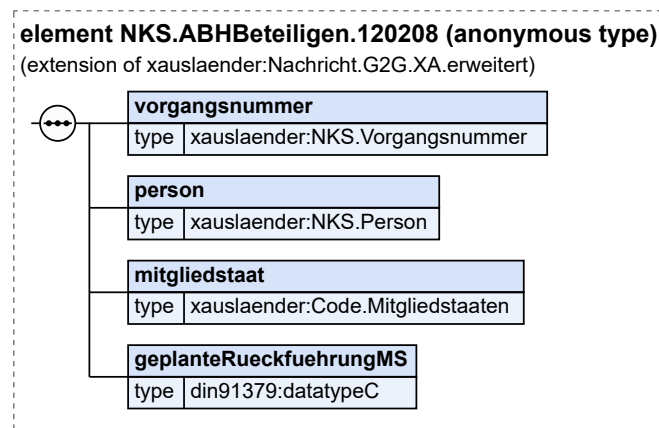 element NKS.ABHBeteiligen.120208 (anonymous type)
(extension of xauslaender:Nachricht.G2G.XA.erweitert)
vorgangsnummer
type xauslaender:NKS.Vorgangsnummer
person
type xauslaender:NKS.Person
mitgliedstaat
type xauslaender:Code.Mitgliedstaaten
geplanteRueckfuehrungMS
type din91379:datatypeC